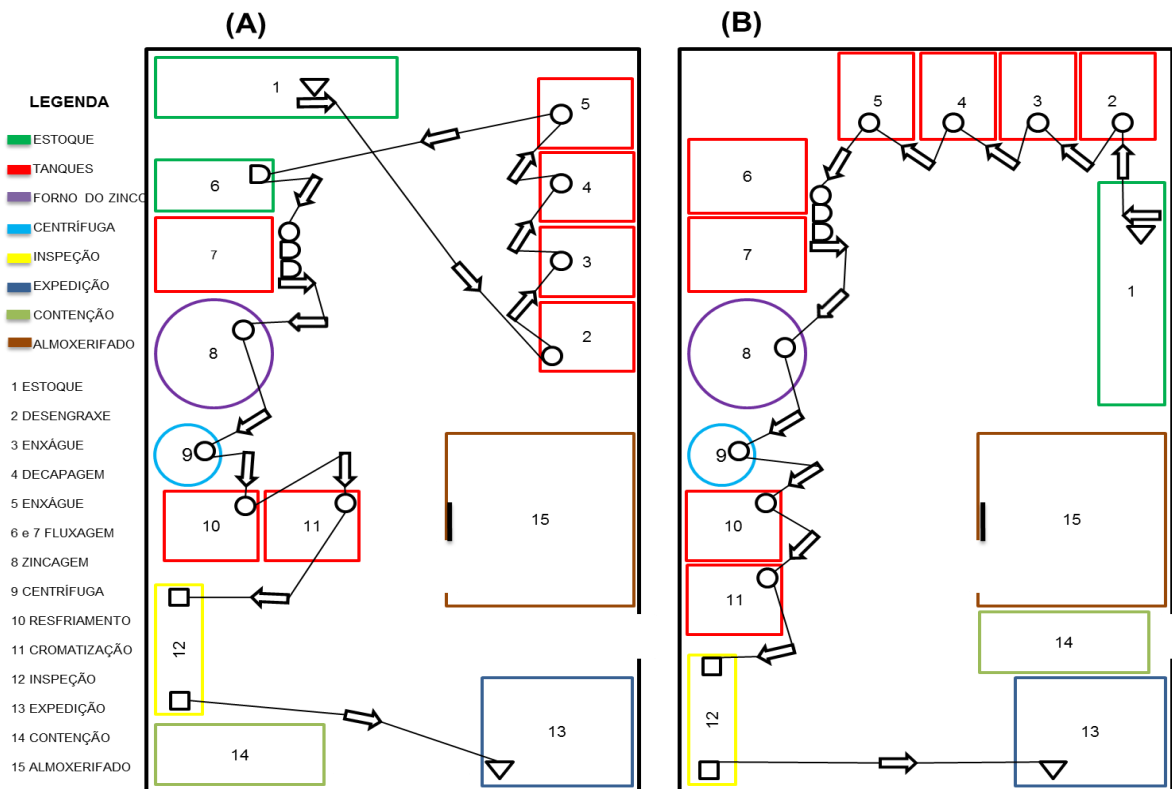 (A)
(B)
LEGENDA
ESTOQUE
TANQUES
FORNO DO ZINCO
CENTRÍFUGA
INSPEÇÃO
EXPEDIÇÃO
CONTENÇÃO
ALMOXERIFADO
1 ESTOQUE
2 DESENGRAXE
3 ENXÁGUE
4 DECAPAGEM
5 ENXÁGUE
6 e 7 FLUXAGEM
8 ZINCAGEM
9 CENTRÍFUGA
10 RESFRIAMENTO
11 CROMATIZAÇÃO
12 INSPEÇÃO
13 EXPEDIÇÃO
14 CONTENÇÃO
15 ALMOXERIFADO
1
5
6
4
7
3
2
8
9
10
11
15
12
13
14
5
4
3
2
6
7
1
8
9
10
15
11
14
12
13